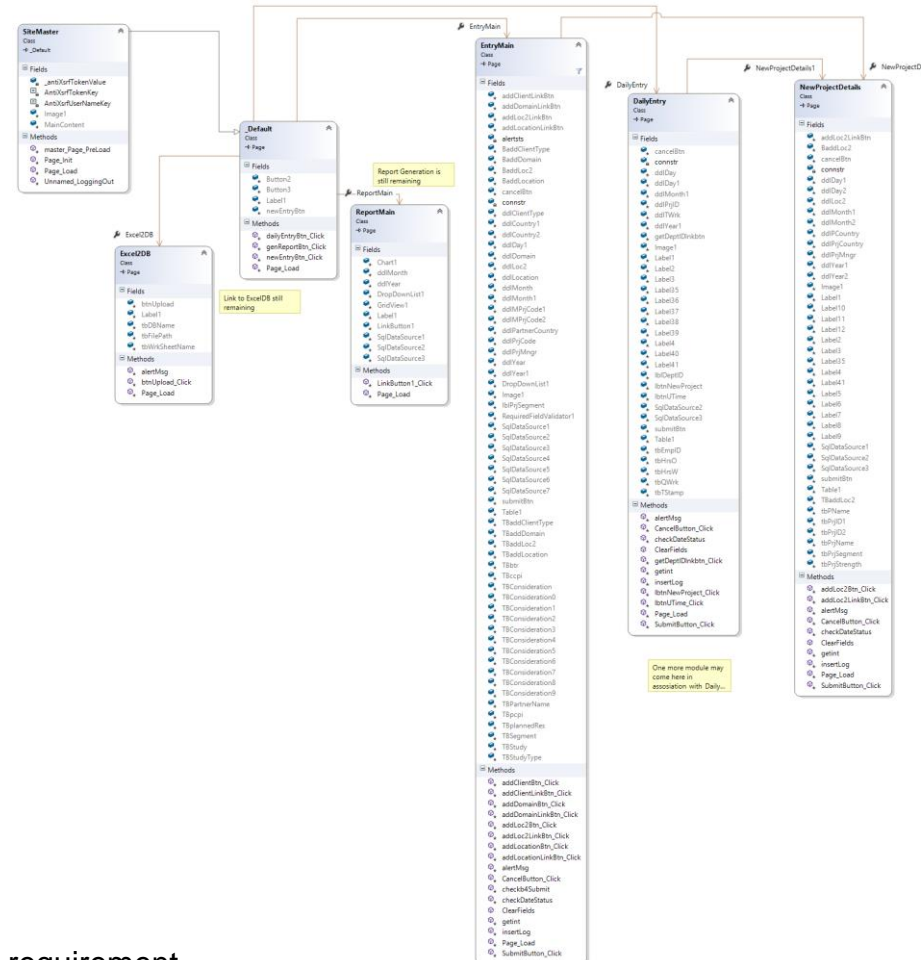 SiteMaster
Class
→ _Default
Fields
_antiXsrfTokenValue
AntiXsrfTokenKey
AntiXsrfUserNameKey
Image1
MainContent
Methods
master_Page_PreLoad
Page_Init
Page_Load
Unnamed_LoggingOut
_Default
Class
→ Page
Fields
Button2
Button3
Label1
newEntryBtn
Methods
dailyEntryBtn_Click
genReportBtn_Click
newEntryBtn_Click
Page_Load
Excel2DB
Excel2DB
Class
→ Page
Fields
btnUpload
Label1
tbDBName
tbFilePath
tbWrkSheetName
Methods
alertMsg
btnUpload_Click
Page_Load
Link to ExcelDB still
remaining
Report Generation is
still remaining
ReportMain
ReportMain
Class
→ Page
Fields
Chart1
ddlMonth
ddlYear
DropDownList1
GridView1
Label1
LinkButton1
SqlDataSource1
SqlDataSource2
SqlDataSource3
Methods
LinkButton1_Click
Page_Load
EntryMain
EntryMain
Class
→ Page
Fields
addClientLinkBtn
addDomainLinkBtn
addLoc2LinkBtn
addLocationLinkBtn
alertsts
BaddClientType
BaddDomain
BaddLoc2
BaddLocation
cancelBtn
connstr
ddlClientType
ddlCountry1
ddlCountry2
ddlDay1
ddlDomain
ddlLoc2
ddlLocation
ddlMonth
ddlMonth1
ddlMPrjCode1
ddlMPrjCode2
ddlPartnerCountry
ddlPrjCode
ddlPrjMngr
ddlYear
ddlYear1
DropDownList1
Image1
lblPrjSegment
RequiredFieldValidator1
SqlDataSource1
SqlDataSource2
SqlDataSource3
SqlDataSource4
SqlDataSource5
SqlDataSource6
SqlDataSource7
submitBtn
Table1
TBaddClientType
TBaddDomain
TBaddLoc2
TBaddLocation
TBbtr
TBccpi
TBConsideration
TBConsideration0
TBConsideration1
TBConsideration2
TBConsideration3
TBConsideration4
TBConsideration5
TBConsideration6
TBConsideration7
TBConsideration8
TBConsideration9
TBPartnerName
TBpcpi
TBplannedRes
TBSegment
TBStudy
TBStudyType
Methods
addClientBtn_Click
addClientLinkBtn_Click
addDomainBtn_Click
addDomainLinkBtn_Click
addLoc2Btn_Click
addLoc2LinkBtn_Click
addLocationBtn_Click
addLocationLinkBtn_Click
alertMsg
CancelButton_Click
checkb4Submit
checkDateStatus
ClearFields
getint
insertLog
Page_Load
SubmitButton_Click
DailyEntry
DailyEntry
Class
→ Page
Fields
cancelBtn
connstr
ddlDay
ddlDay1
ddlMonth1
ddlPrjID
ddlTWrk
ddlYear1
getDeptIDlnkbtn
Image1
Label1
Label2
Label3
Label35
Label36
Label37
Label38
Label39
Label4
Label40
Label41
lblDeptID
lbtnNewProject
lbtnUTime
SqlDataSource2
SqlDataSource3
submitBtn
Table1
tbEmpID
tbHrsO
tbHrsW
tbQWrk
tbTStamp
Methods
alertMsg
CancelButton_Click
checkDateStatus
ClearFields
getDeptIDlnkbtn_Click
getint
insertLog
lbtnNewProject_Click
lbtnUTime_Click
Page_Load
SubmitButton_Click
One more module may
come here in
assosiation with Daily...
NewProjectDetails1
NewProjectD
NewProjectDetails
Class
→ Page
Fields
addLoc2LinkBtn
BaddLoc2
cancelBtn
connstr
ddlDay1
ddlDay2
ddlLoc2
ddlMonth1
ddlMonth2
ddlPCountry
ddlPrjCountry
ddlPrjMngr
ddlYear1
ddlYear2
Image1
Label1
Label10
Label11
Label12
Label2
Label3
Label35
Label4
Label41
Label5
Label6
Label7
Label8
Label9
SqlDataSource1
SqlDataSource2
SqlDataSource3
submitBtn
Table1
TBaddLoc2
tbPName
tbPrjID1
tbPrjID2
tbPrjName
tbPrjSegment
tbPrjStrength
Methods
addLoc2Btn_Click
addLoc2LinkBtn_Click
alertMsg
CancelButton_Click
checkDateStatus
ClearFields
getint
insertLog
Page_Load
SubmitButton_Click